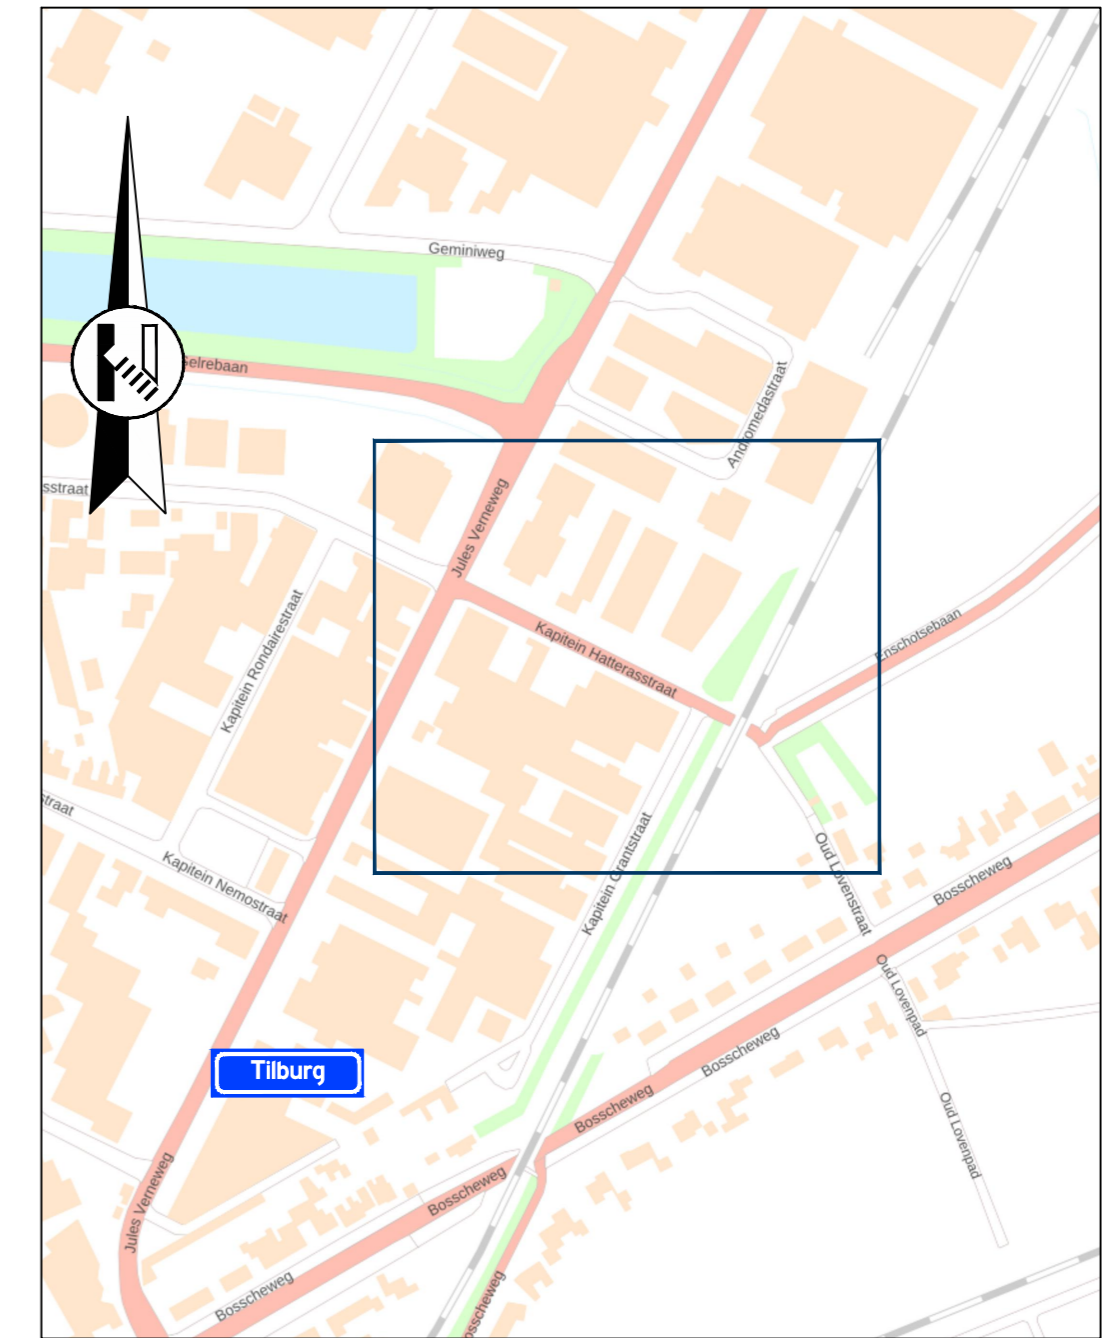 Geminiweg
Selrebaan
Andromedastraat
sstraat
Jules Verneweg
Kapitein Rondairestraat
Kapitein Hatterasstraat
Enschotsebaan
straat
Kapitein Nemostraat
Kapitein Grantstraat
Oud Lovenstraat
Bosscheweg
Oud Lovenpad
Tilburg
Bosscheweg
Bosscheweg
Oud Lovenpad
Jules Verneweg
Bosscheweg
Bosscheweg
osscheweg